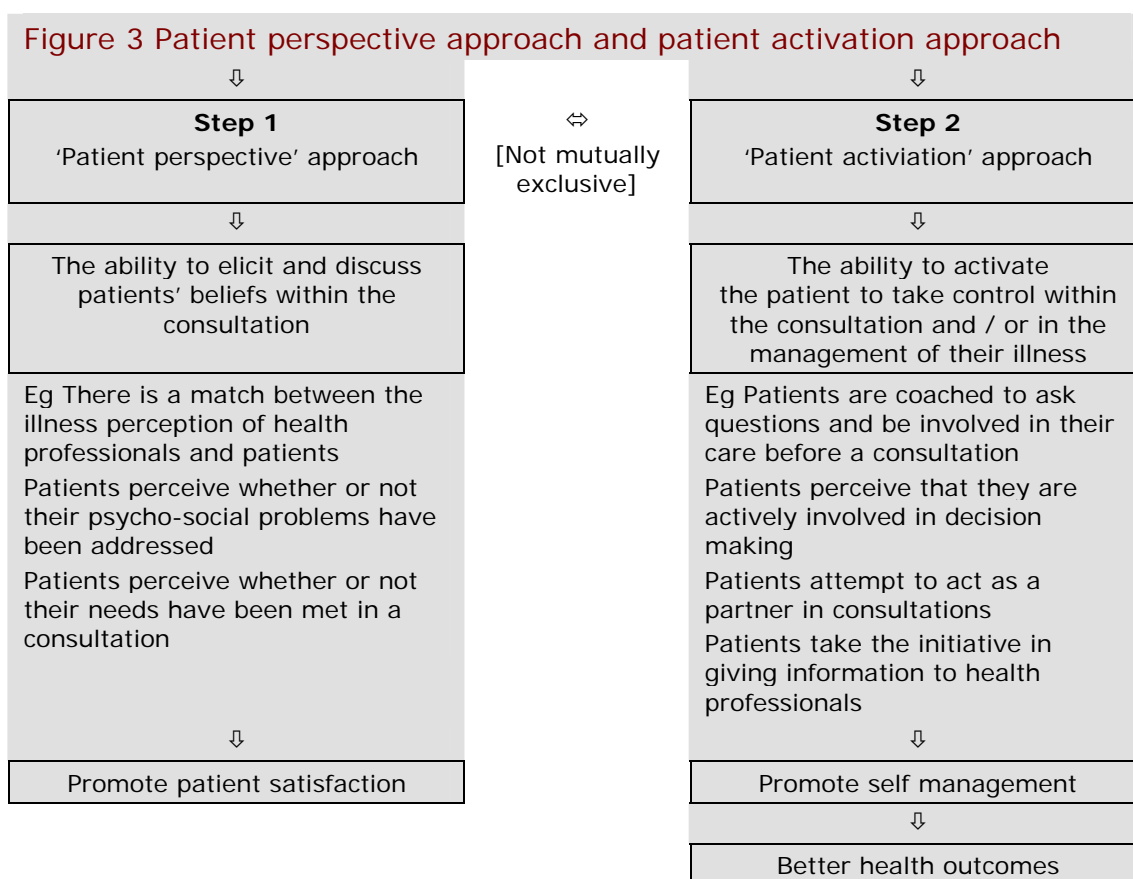 Figure 3 Patient perspective approach and patient activation approach
⇩
⇩
Step 1
'Patient perspective' approach
⇔
[Not mutually
exclusive]
Step 2
'Patient activiation' approach
⇩
⇩
The ability to elicit and discuss
patients' beliefs within the
consultation
The ability to activate
the patient to take control within
the consultation and / or in the
management of their illness
Eg There is a match between the
illness perception of health
professionals and patients
Patients perceive whether or not
their psycho-social problems have
been addressed
Patients perceive whether or not
their needs have been met in a
consultation
Eg Patients are coached to ask
questions and be involved in their
care before a consultation
Patients perceive that they are
actively involved in decision
making
Patients attempt to act as a
partner in consultations
Patients take the initiative in
giving information to health
professionals
⇩
⇩
Promote patient satisfaction
Promote self management
⇩
Better health outcomes